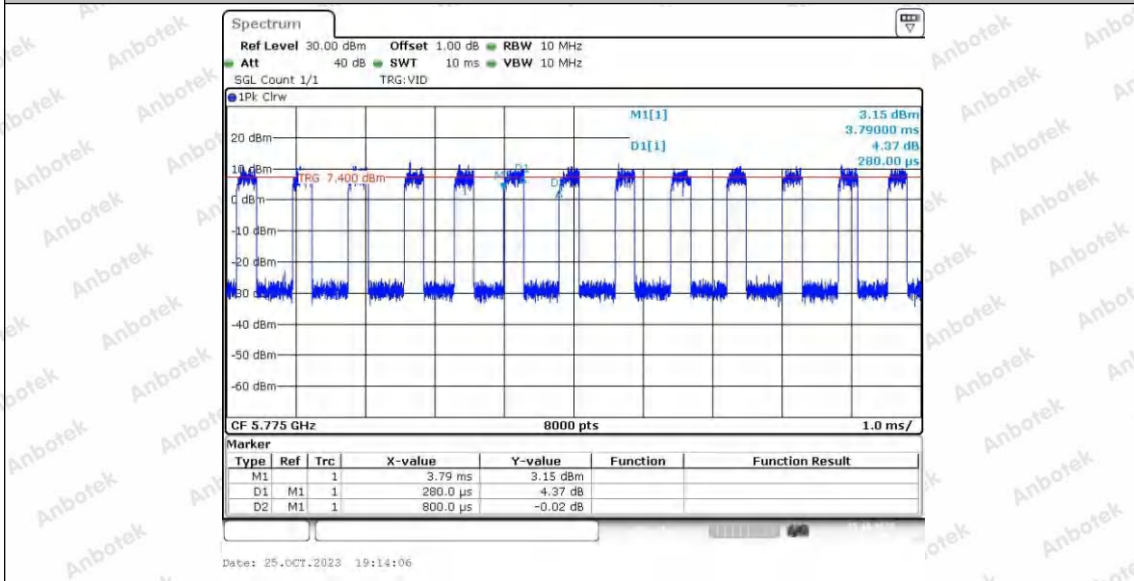 Spectrum
Ref Level 30.00 dBm Offset 1.00 dB RBW 10 MHz
Att 40 dB SWT 10 ms VBW 10 MHz
SGL Count 1/1 TRG:VID
1Pk Clrw
M1[1] 3.15 dBm
3.79000 ms
20 dBm
D1[1] 4.37 dB
280.00 µs
10 dBm
TRG 7.400 dBm
D1
0 dBm
-10 dBm
-20 dBm
-30 dBm
-40 dBm
-50 dBm
-60 dBm
CF 5.775 GHz 8000 pts 1.0 ms/
Marker
Type Ref Trc X-value Y-value Function Function Result
M1 1 3.79 ms 3.15 dBm
D1 M1 1 280.0 µs 4.37 dB
D2 M1 1 800.0 µs -0.02 dB
Date: 25.OCT.2023 19:14:06
Anbotek